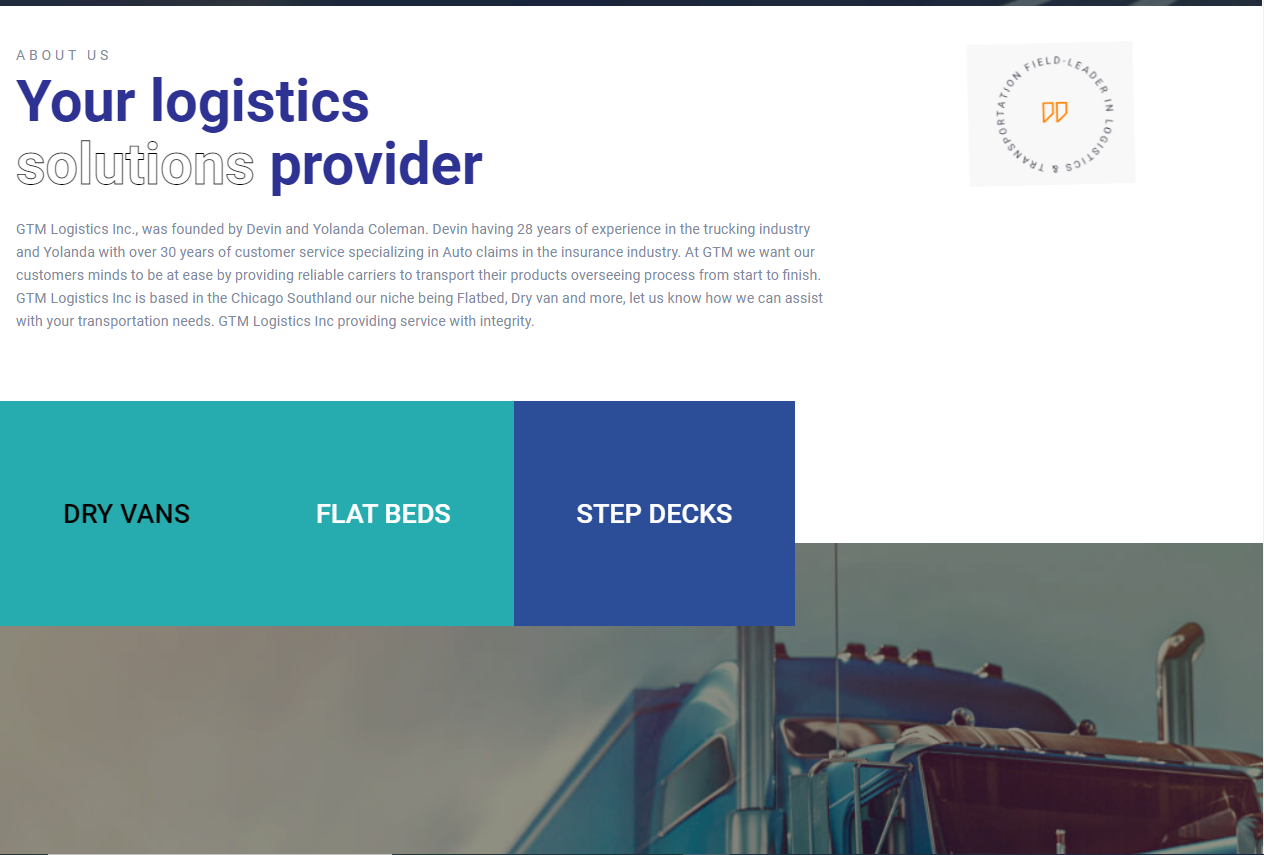 ABOUT US
Your logistics
solutions provider
GTM Logistics Inc., was founded by Devin and Yolanda Coleman. Devin having 28 years of experience in the trucking industry
and Yolanda with over 30 years of customer service specializing in Auto claims in the insurance industry. At GTM we want our
customers minds to be at ease by providing reliable carriers to transport their products overseeing process from start to finish.
GTM Logistics Inc is based in the Chicago Southland our niche being Flatbed, Dry van and more, let us know how we can assist
with your transportation needs. GTM Logistics Inc providing service with integrity.
FIELD-LEADER IN LOGISTICS & TRANSPORTATION
DRY VANS
FLAT BEDS
STEP DECKS